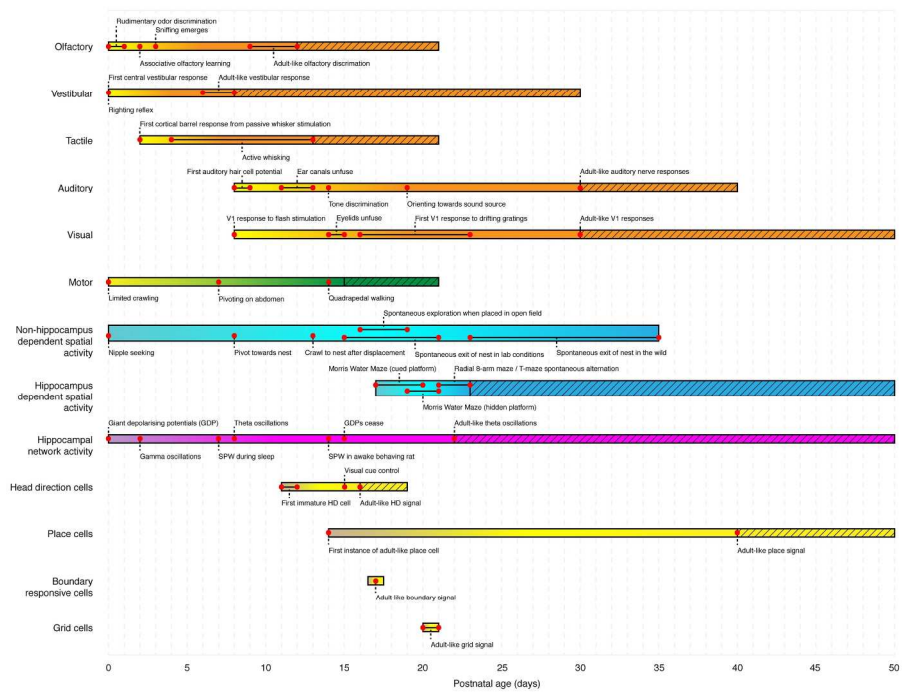 Rudimentary odor discrimination
Sniffing emerges
Olfactory
Associative olfactory learning
Adult-like olfactory discrimation
First central vestibular response
Adult-like vestibular response
Vestibular
Righting reflex
First cortical barrel response from passive whisker stimulation
Tactile
Active whisking
First auditory hair cell potential
Ear canals unfuse
Adult-like auditory nerve responses
Auditory
Tone discrimination
Orienting towards sound source
V1 response to flash stimulation
Eyelids unfuse
First V1 response to drifting gratings
Adult-like V1 responses
Visual
Motor
Limited crawling
Pivoting on abdomen
Quadrapedal walking
Spontaneous exploration when placed in open field
Non-hippocampus
dependent spatial
activity
Nipple seeking
Pivot towards nest
Crawl to nest after displacement
Spontaneous exit of nest in lab conditions
Spontaneous exit of nest in the wild
Morris Water Maze (cued platform)
Radial 8-arm maze / T-maze spontaneous alternation
Hippocampus
dependent spatial
activity
Morris Water Maze (hidden platform)
Giant depolarising potentials (GDP)
Theta oscillations
GDPs cease
Adult-like theta oscillations
Hippocampal
network activity
Gamma oscillations
SPW during sleep
SPW in awake behaving rat
Visual cue control
Head direction cells
First immature HD cell
Adult-like HD signal
Place cells
First instance of adult-like place cell
Adult-like place signal
Boundary
responsive cells
Adult like boundary signal
Grid cells
Adult-like grid signal
0 5 10 15 20 25 30 35 40 45 50
Postnatal age (days)